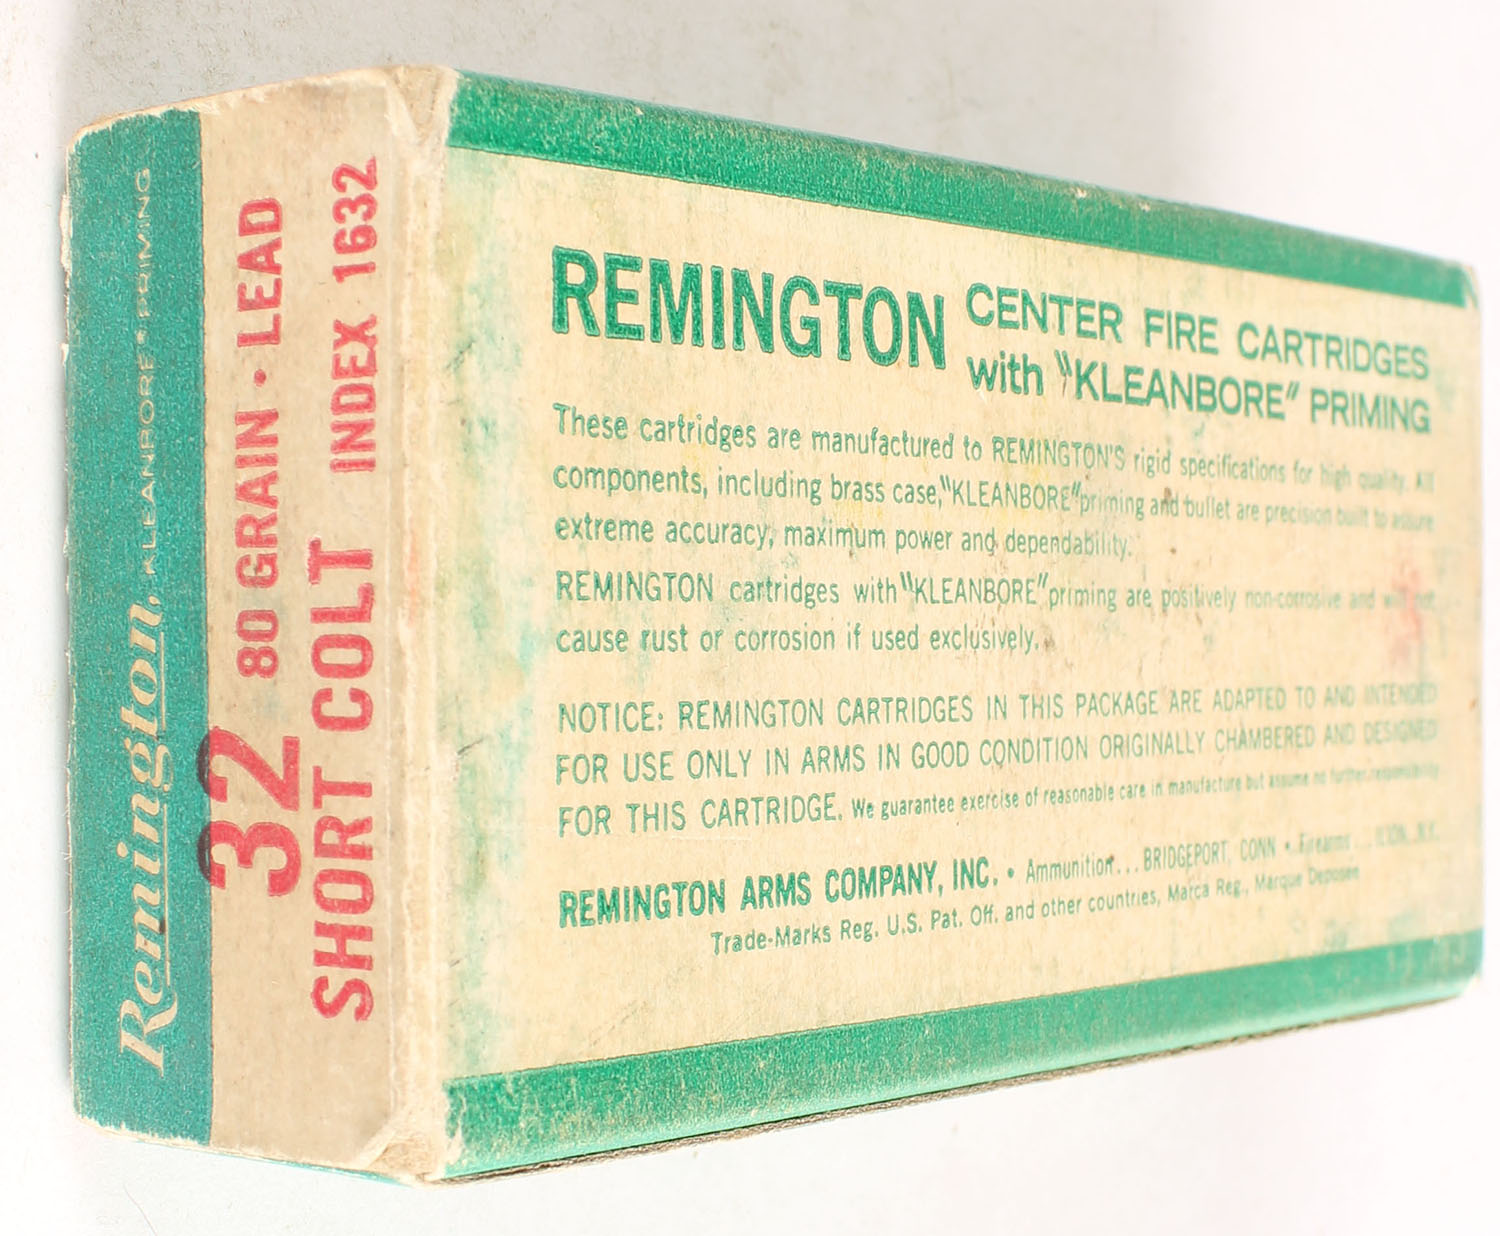 Remington, KLEANBORE® PRIMING
32 80 GRAIN • LEAD
SHORT COLT INDEX 1632
REMINGTON CENTER FIRE CARTRIDGES
with "KLEANBORE" PRIMING
These cartridges are manufactured to REMINGTON'S rigid specifications for high quality. All
components, including brass case, "KLEANBORE" priming and bullet are precision built to assure
extreme accuracy, maximum power and dependability.
REMINGTON cartridges with "KLEANBORE" priming are positively non-corrosive and will not
cause rust or corrosion if used exclusively.
NOTICE: REMINGTON CARTRIDGES IN THIS PACKAGE ARE ADAPTED TO AND INTENDED
FOR USE ONLY IN ARMS IN GOOD CONDITION ORIGINALLY CHAMBERED AND DESIGNED
FOR THIS CARTRIDGE. We guarantee exercise of reasonable care in manufacture but assume no further responsibility
REMINGTON ARMS COMPANY, INC. • Ammunition... BRIDGEPORT, CONN • Firearms ... ILION, N.Y.
Trade-Marks Reg. U.S. Pat. Off. and other countries, Marca Reg., Marque Deposee